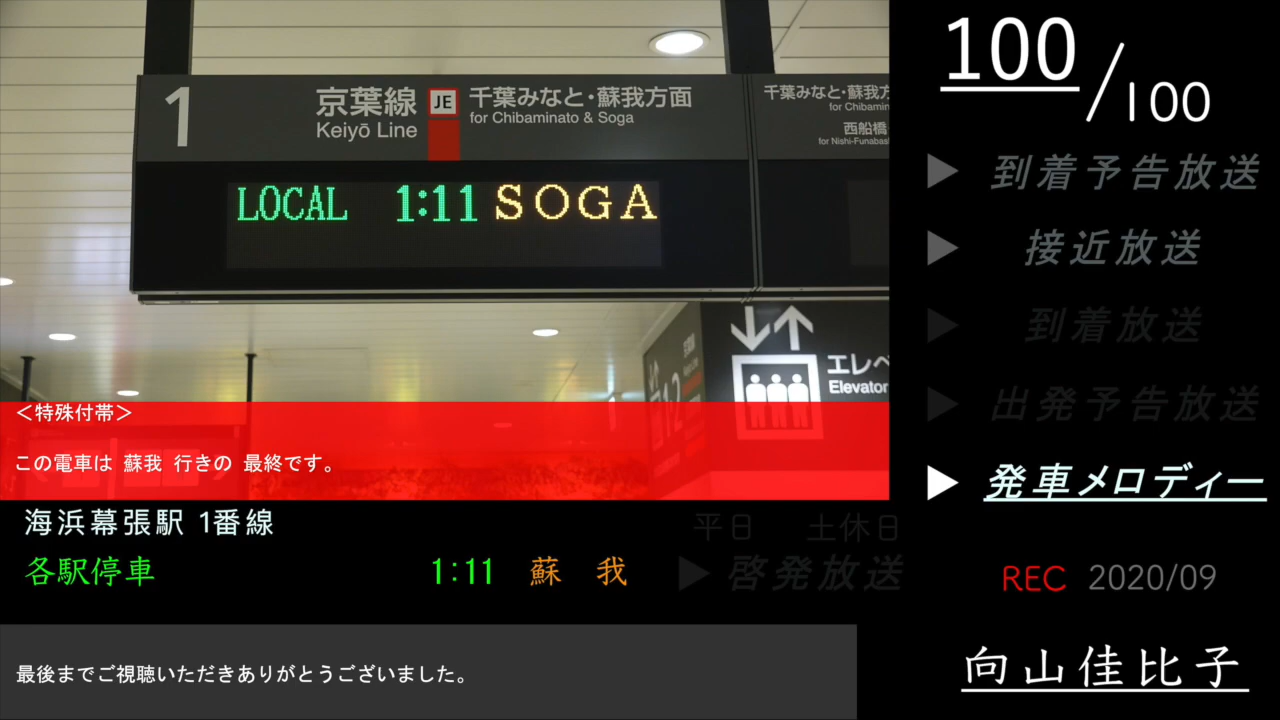 1
京葉線 JE 千葉みなと・蘇我方面
Keiyō Line for Chibaminato & Soga
千葉みなと・蘇我方
for Chibamin
西船橋
for Nishi-Funabas
LOCAL 1:11 SOGA
エレベ
Elevator
12
＜特殊付帯＞
この電車は 蘇我 行きの 最終です。
海浜幕張駅 1番線
各駅停車 1:11 蘇 我
平日 土休日
▶ 啓発放送
最後までご視聴いただきありがとうございました。
100/100
▶ 到着予告放送
▶ 接近放送
▶ 到着放送
▶ 出発予告放送
▶ 発車メロディー
REC 2020/09
向山佳比子